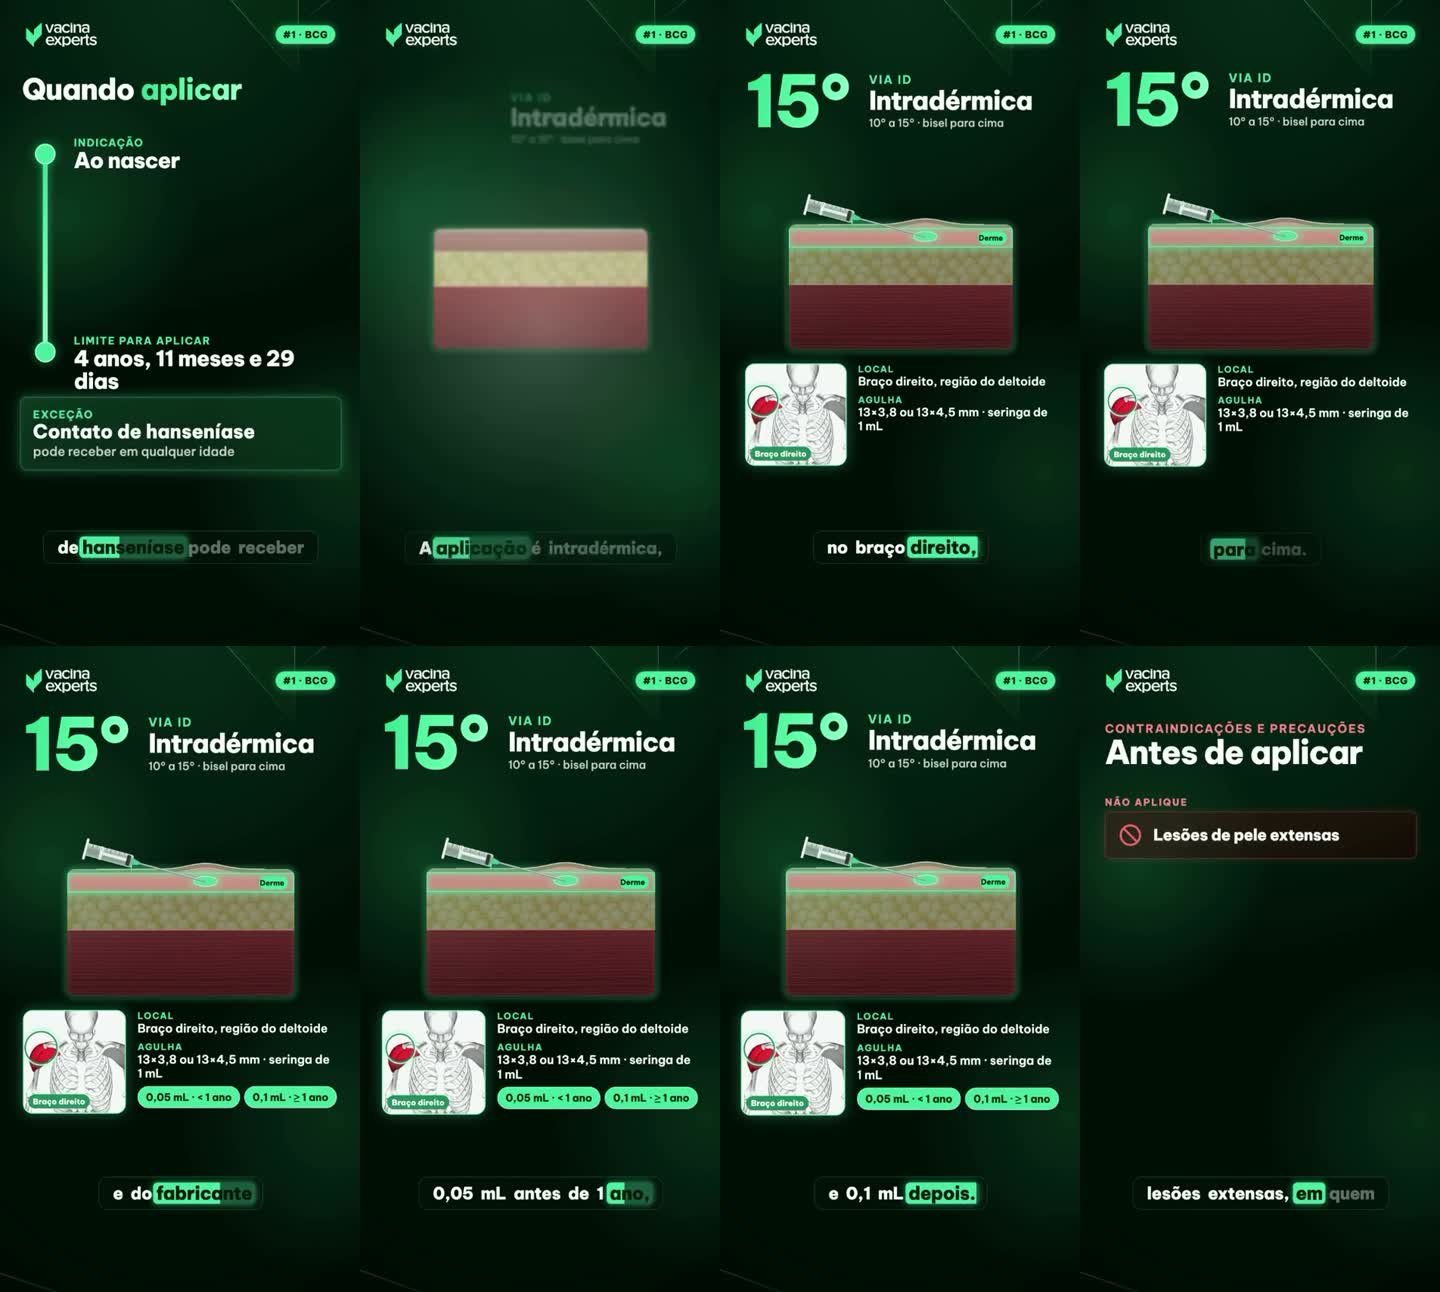 vacina
experts
#1 · BCG
Quando aplicar
INDICAÇÃO
Ao nascer
LIMITE PARA APLICAR
4 anos, 11 meses e 29
dias
EXCEÇÃO
Contato de hanseníase
pode receber em qualquer idade
de hanseníase pode receber
vacina
experts
#1 · BCG
VIA ID
Intradérmica
10° a 15° · bisel para cima
A aplicação é intradérmica,
vacina
experts
#1 · BCG
15°
VIA ID
Intradérmica
10° a 15° · bisel para cima
Derme
Braço direito
LOCAL
Braço direito, região do deltoide
AGULHA
13×3,8 ou 13×4,5 mm · seringa de
1 mL
no braço direito,
vacina
experts
#1 · BCG
15°
VIA ID
Intradérmica
10° a 15° · bisel para cima
Derme
Braço direito
LOCAL
Braço direito, região do deltoide
AGULHA
13×3,8 ou 13×4,5 mm · seringa de
1 mL
para cima.
vacina
experts
#1 · BCG
15°
VIA ID
Intradérmica
10° a 15° · bisel para cima
Derme
Braço direito
LOCAL
Braço direito, região do deltoide
AGULHA
13×3,8 ou 13×4,5 mm · seringa de
1 mL
0,05 mL · < 1 ano
0,1 mL · ≥ 1 ano
e do fabricante
vacina
experts
#1 · BCG
15°
VIA ID
Intradérmica
10° a 15° · bisel para cima
Derme
Braço direito
LOCAL
Braço direito, região do deltoide
AGULHA
13×3,8 ou 13×4,5 mm · seringa de
1 mL
0,05 mL · < 1 ano
0,1 mL · ≥ 1 ano
0,05 mL antes de 1 ano,
vacina
experts
#1 · BCG
15°
VIA ID
Intradérmica
10° a 15° · bisel para cima
Derme
Braço direito
LOCAL
Braço direito, região do deltoide
AGULHA
13×3,8 ou 13×4,5 mm · seringa de
1 mL
0,05 mL · < 1 ano
0,1 mL · ≥ 1 ano
e 0,1 mL depois.
vacina
experts
#1 · BCG
CONTRAINDICAÇÕES E PRECAUÇÕES
Antes de aplicar
NÃO APLIQUE
Lesões de pele extensas
lesões extensas, em quem